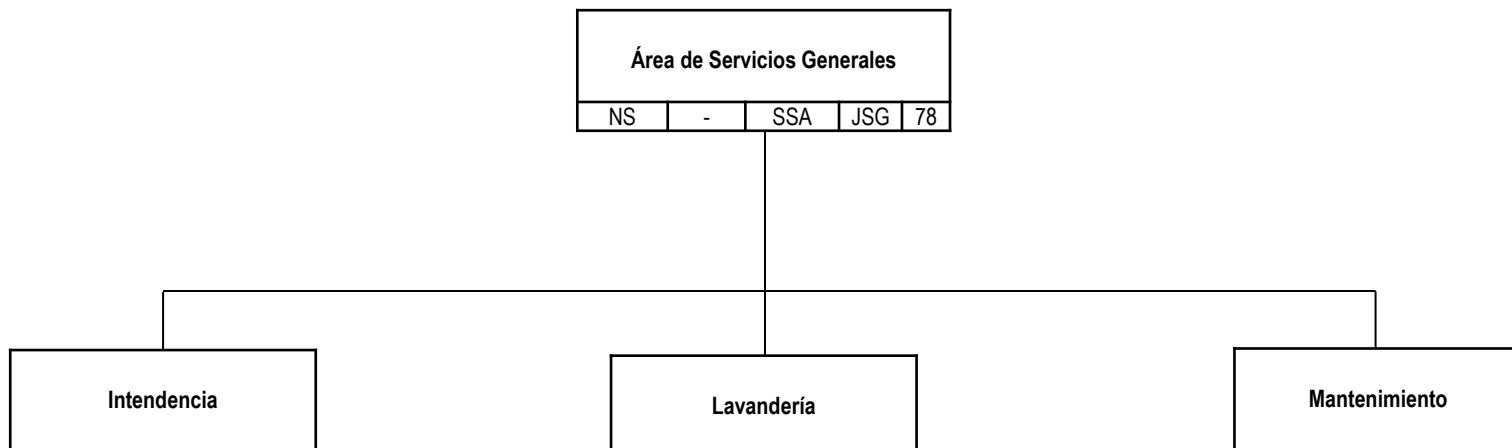 Área de Servicios Generales
NS - SSA JSG 78
Intendencia
Lavandería
Mantenimiento